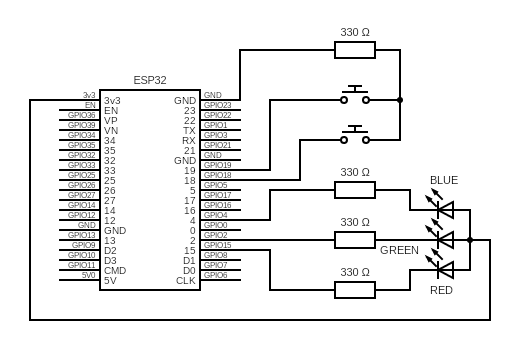 330 Ω
ESP32
3v3 3v3 GND GND
EN EN 23 GPIO23
GPIO36 VP 22 GPIO22
GPIO39 VN TX GPIO1
GPIO34 34 RX GPIO3
GPIO35 35 21 GPIO21
GPIO32 32 GND GND
GPIO33 33 19 GPIO19
GPIO25 25 18 GPIO18
GPIO26 26 5 GPIO5
GPIO27 27 17 GPIO17
GPIO14 14 16 GPIO16
GPIO12 12 4 GPIO4
GND GND 0 GPIO0
GPIO13 13 2 GPIO2
GPIO9 D2 15 GPIO15
GPIO10 D3 D1 GPIO8
GPIO11 CMD D0 GPIO7
5V0 5V CLK GPIO6
330 Ω
BLUE
330 Ω
GREEN
330 Ω
RED